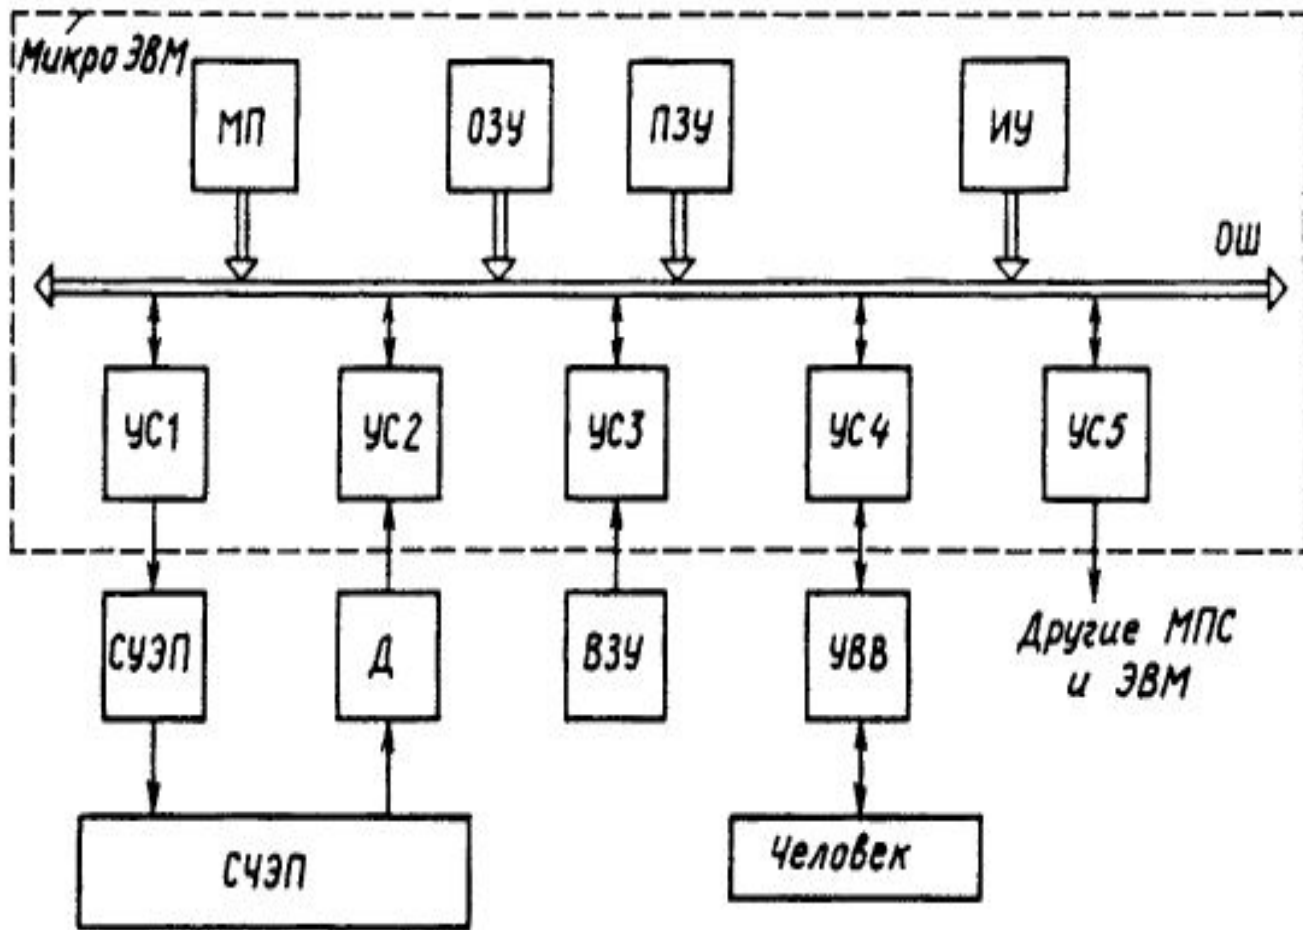 Микро ЭВМ
МП
ОЗУ
ПЗУ
ИУ
ОШ
УС1
УС2
УС3
УС4
УС5
СУЭП
Д
ВЗУ
УВВ
Другие МПС
и ЭВМ
СЧЭП
Человек